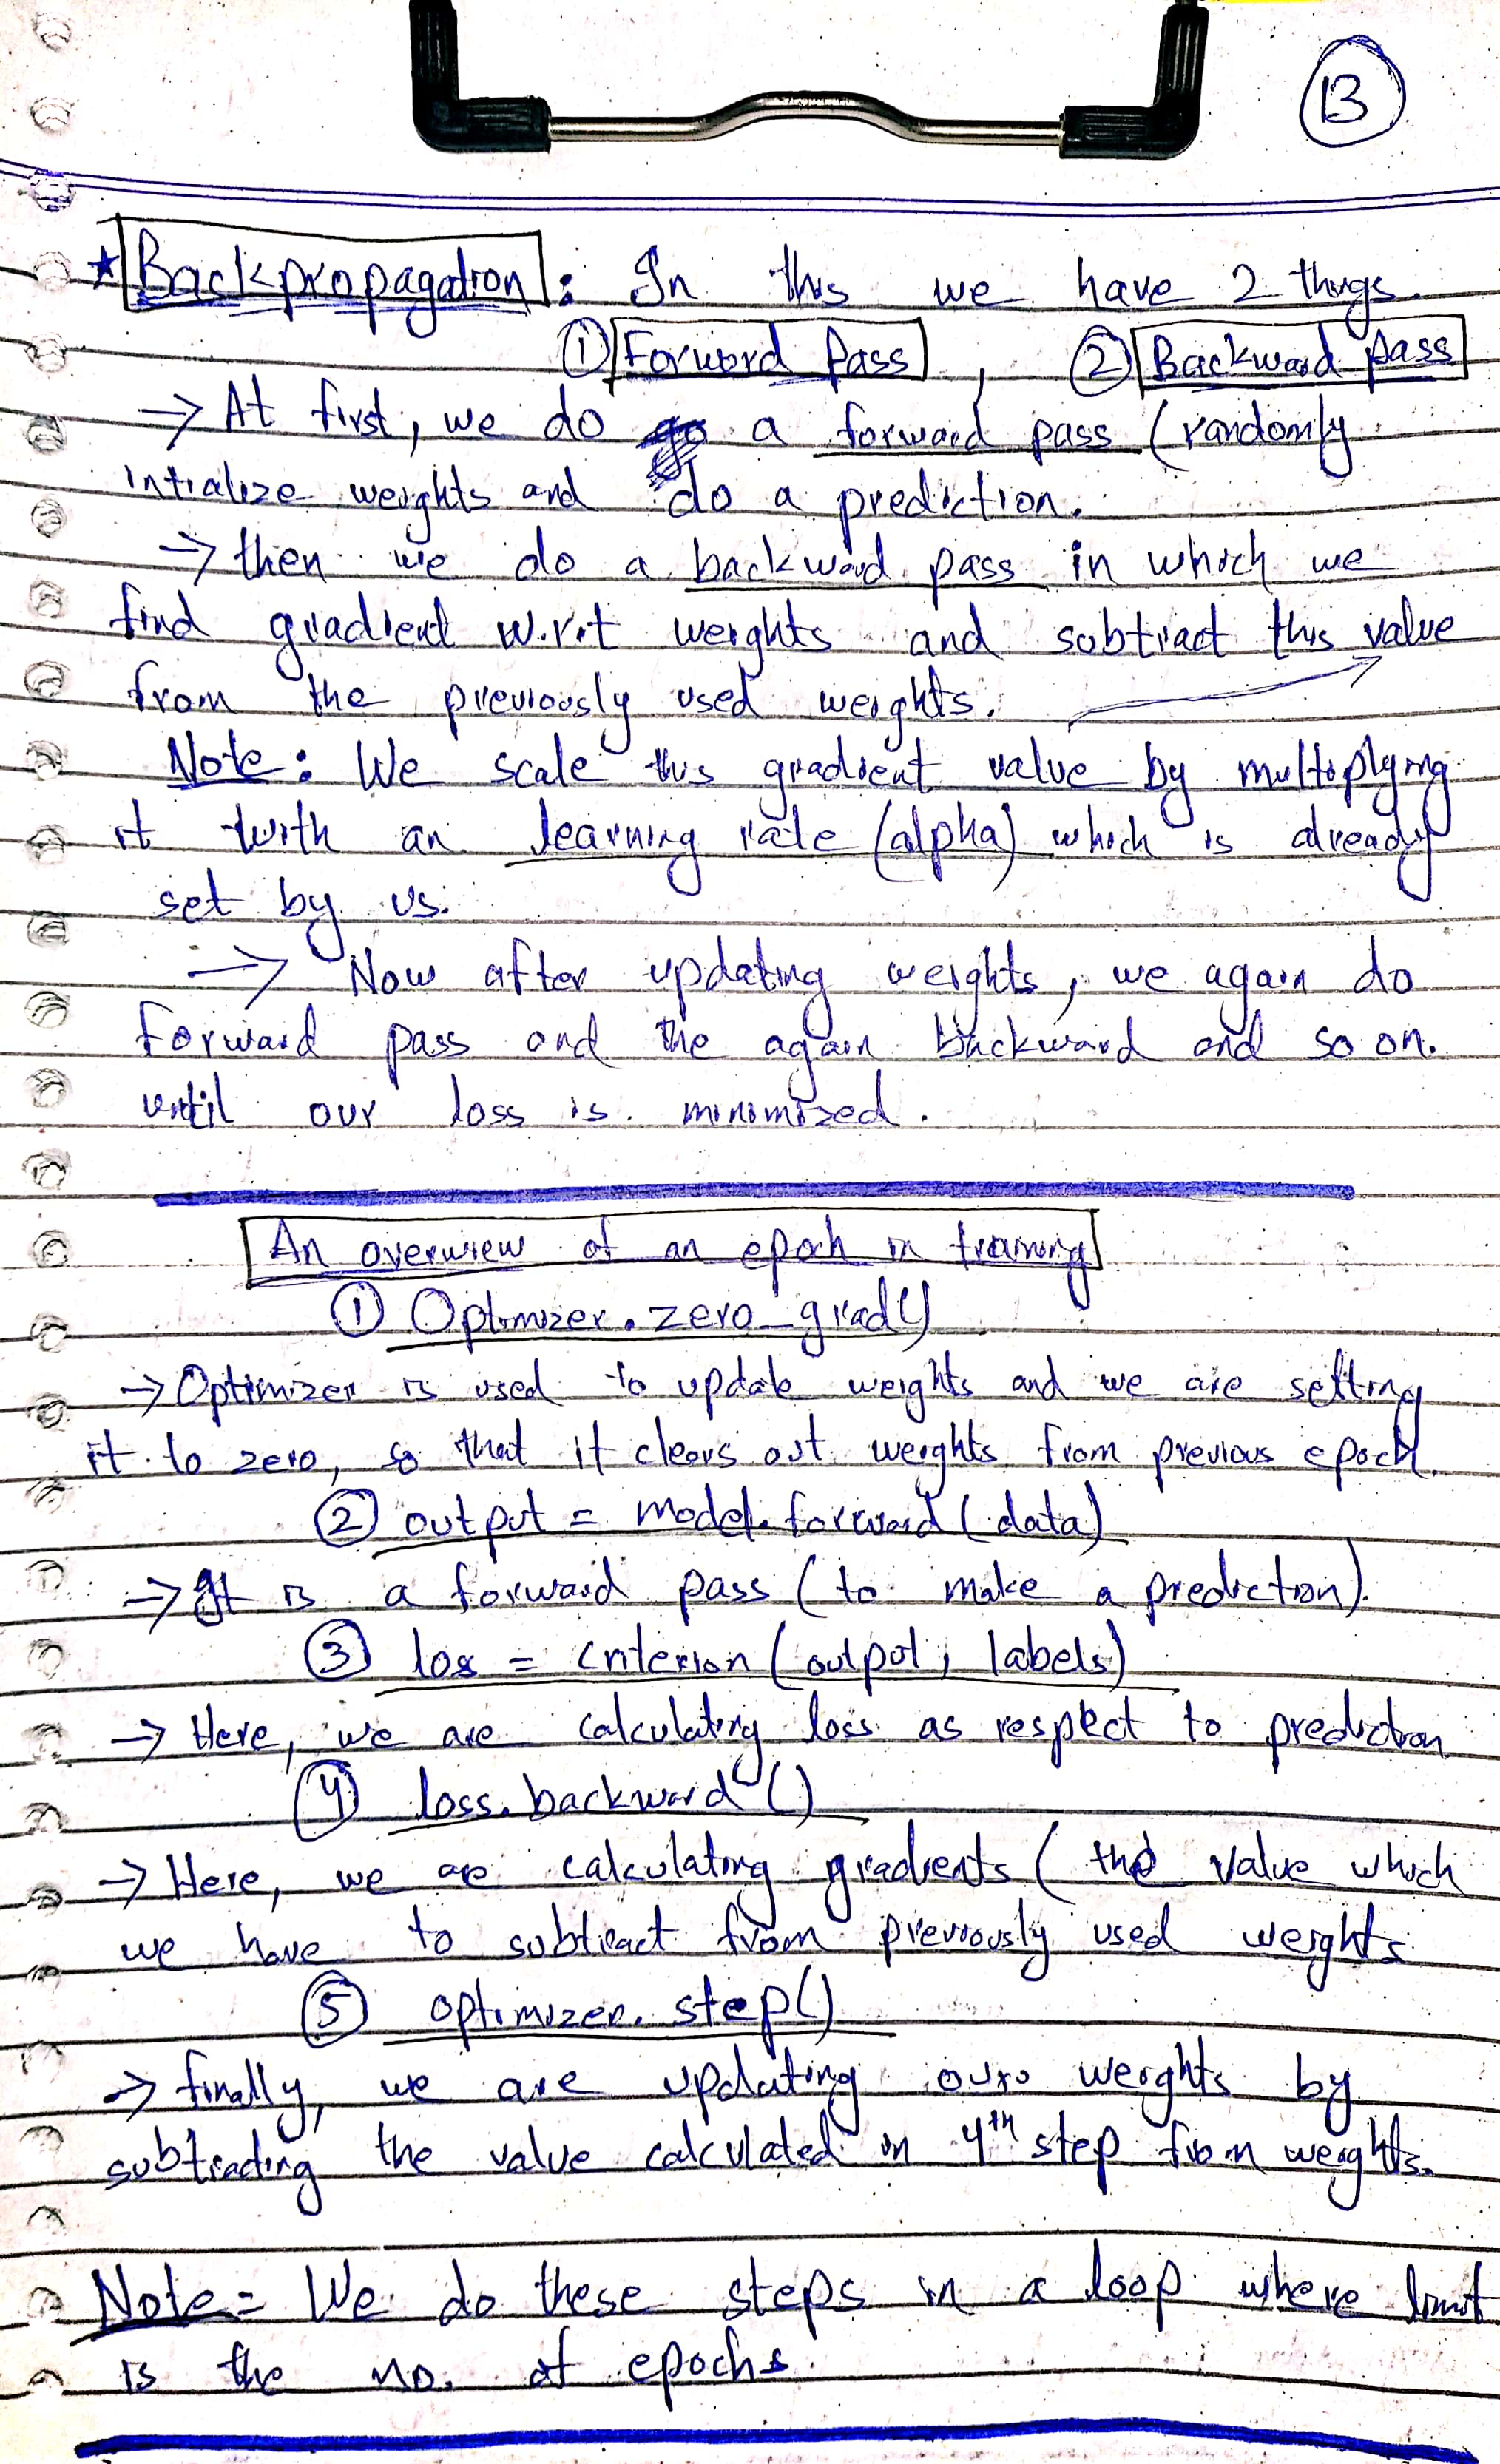 13
★ Backpropagation : In this we have 2 things.
① Forword Pass , ② Backward pass
→ At first, we do a forward pass (randomly
intialize weights and do a prediction.
→ then we do a backward pass in which we
find gradient w.r.t weights and subtract this value
from the previously used weights.
Note: We scale this gradient value by multiplying
it with an learning rate (alpha) which is already
set by us.
→ Now after updating weights, we again do
forward pass and the again backward and so on.
until our loss is minimized.
An overview of an epoch in training
① Optimizer.zero_grad()
→ Optimizer is used to update weights and we are setting
it to zero, so that it clears out weights from previous epoch.
② output = model.forward(data)
→ It is a forward pass (to make a prediction).
③ loss = criterion(output, labels)
→ Here, we are calculating loss as respect to prediction
④ loss.backward()
→ Here, we are calculating gradients (the value which
we have to subtract from previously used weights
⑤ optimizer.step()
→ finally, we are updating our weights by
subtracting the value calculated in 4th step from weights.
Note = We do these steps in a loop where limit
is the no. of epochs.